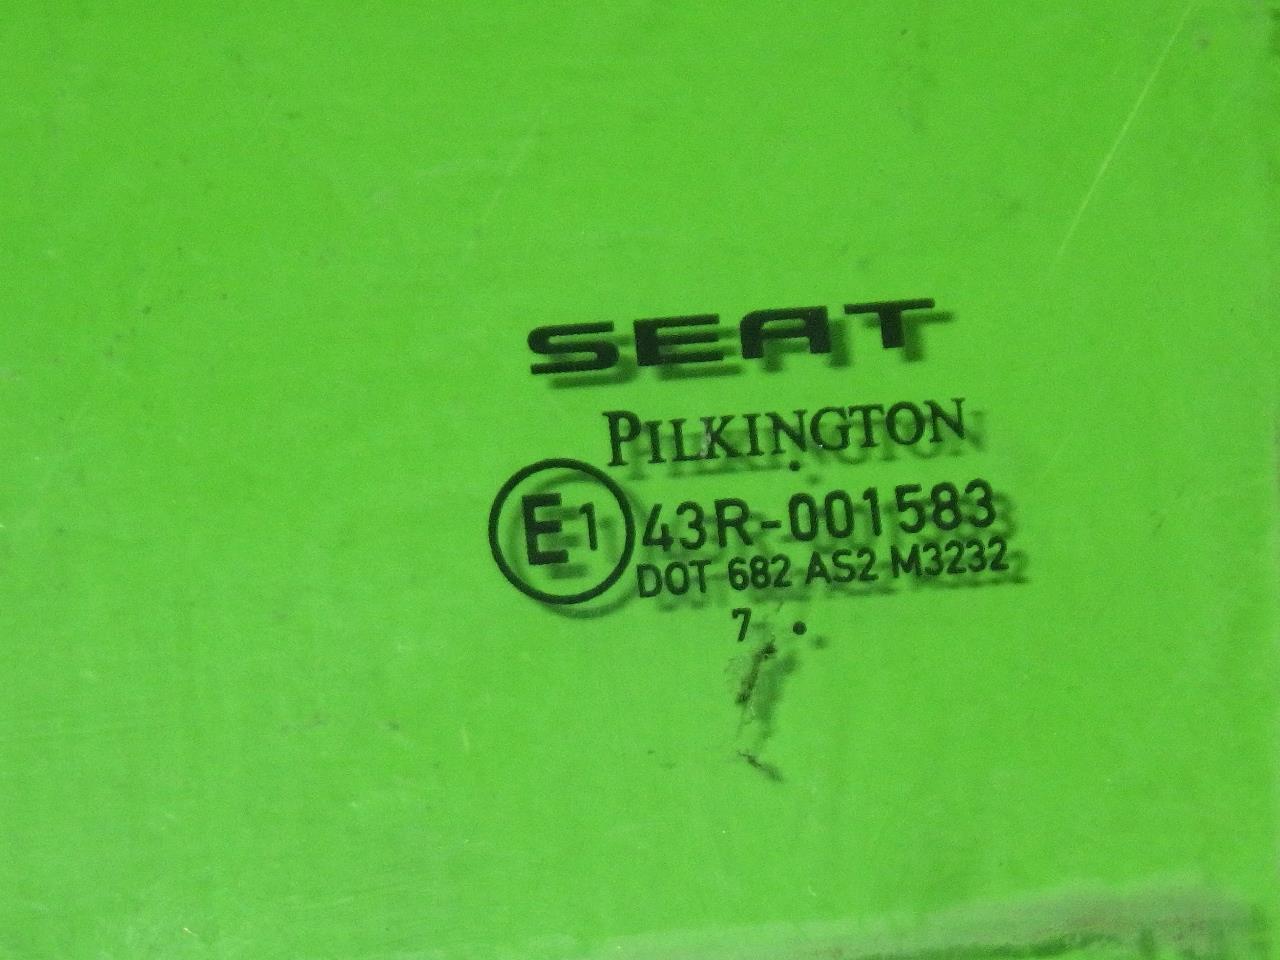 SEAT
PILKINGTON
E1 43R-001583
DOT 682 AS2 M3232
7 •